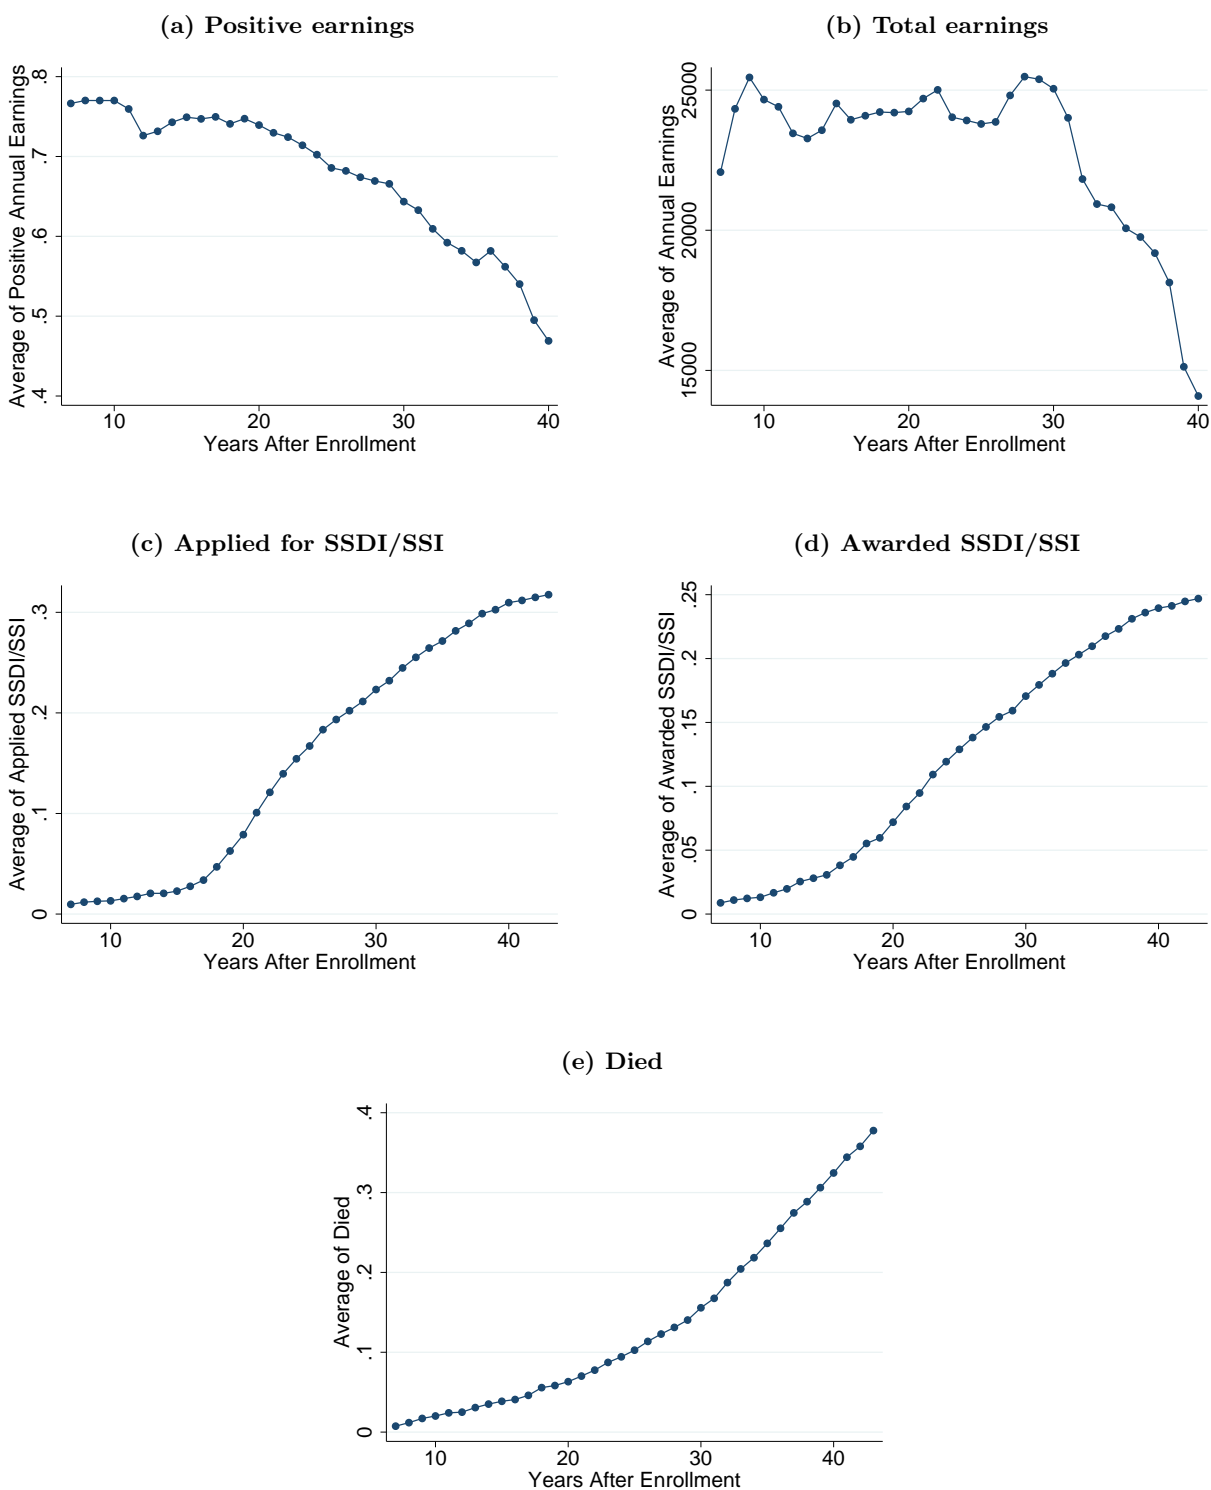 (a) Positive earnings
Average of Positive Annual Earnings
.8
.7
.6
.5
.4
10 20 30 40
Years After Enrollment
(b) Total earnings
Average of Annual Earnings
25000
20000
15000
10 20 30 40
Years After Enrollment
(c) Applied for SSDI/SSI
Average of Applied SSDI/SSI
.3
.2
.1
0
10 20 30 40
Years After Enrollment
(d) Awarded SSDI/SSI
Average of Awarded SSDI/SSI
.25
.2
.15
.1
.05
0
10 20 30 40
Years After Enrollment
(e) Died
Average of Died
.4
.3
.2
.1
0
10 20 30 40
Years After Enrollment